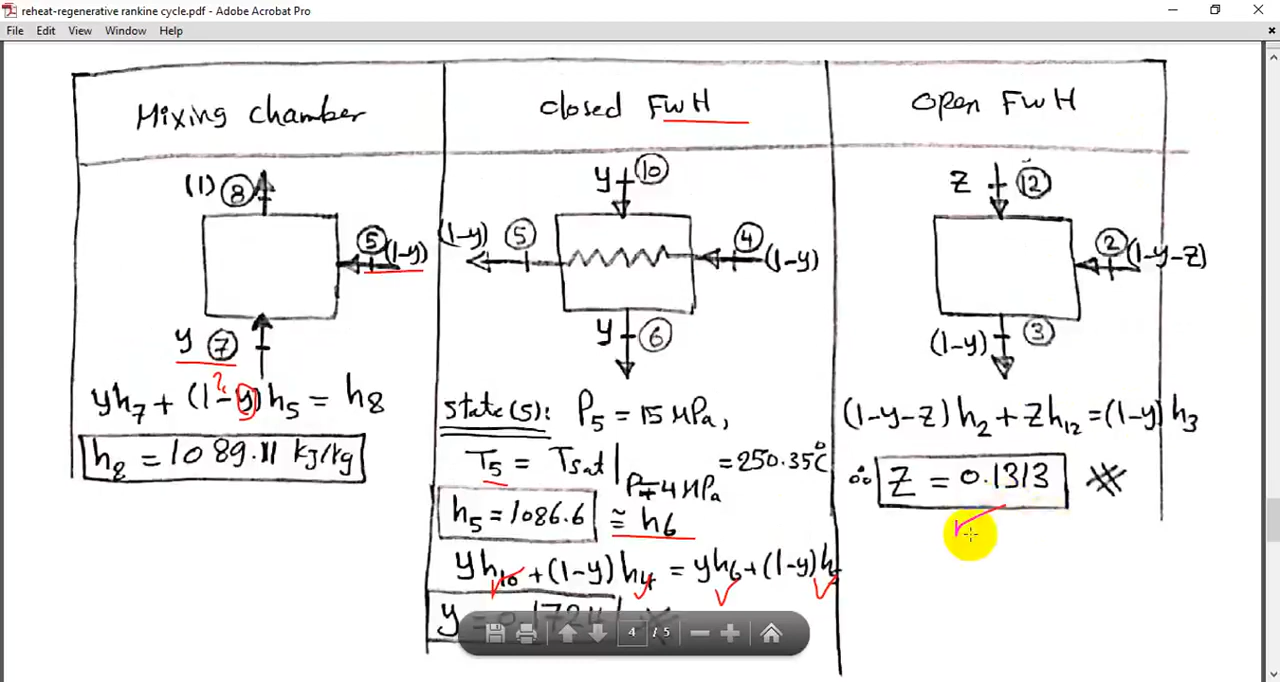 reheat-regenerative rankine cycle.pdf - Adobe Acrobat Pro
File Edit View Window Help
Mixing chamber
(1) 8
5 (1-y)
y 7
yh7 + (1-y)h5 = h8
?
h8 = 1089.11 kJ/kg
closed FWH
y 10
(1-y) 5
4 (1-y)
y 6
state(5): P5 = 15 MPa,
T5 = Tsat|P=4 MPa = 250.35°C
h5 = 1086.6 ≅ h6
yh10 + (1-y)h4 = yh6 + (1-y)h
y = 0.1724
open FWH
Z 12
2 (1-y-z)
(1-y) 3
(1-y-z)h2 + zh12 = (1-y)h3
∴ Z = 0.1313
4 / 5